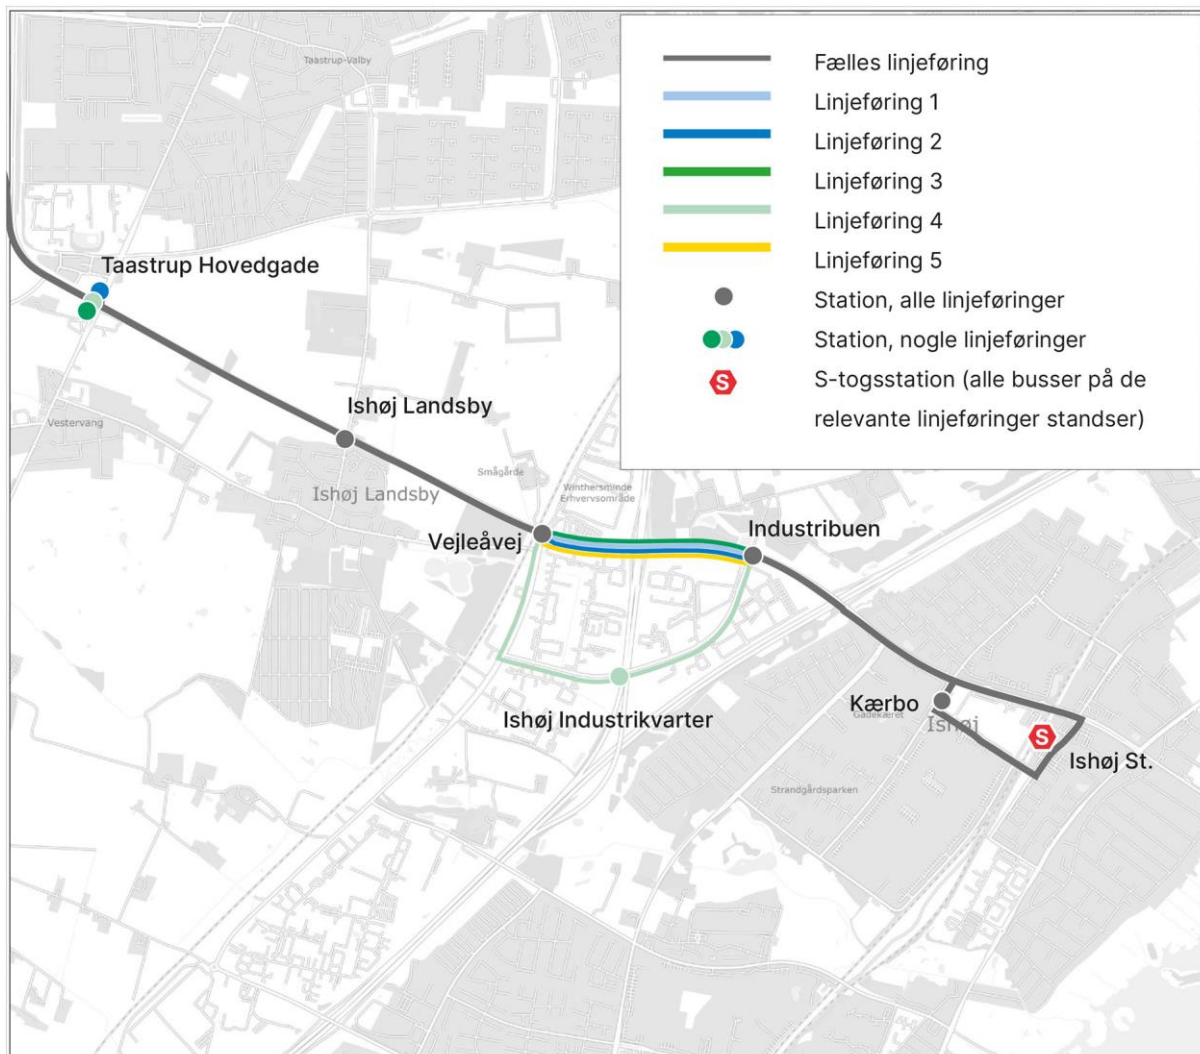 Fælles linjeføring
Linjeføring 1
Linjeføring 2
Linjeføring 3
Linjeføring 4
Linjeføring 5
Station, alle linjeføringer
Station, nogle linjeføringer
S
S-togsstation (alle busser på de
relevante linjeføringer standser)
Taastrup-Valby
Taastrup Hovedgade
Ishøj Landsby
Vestervang
Ishøj Landsby
Smågårde
Winthersminde
Erhvervsområde
Vejleåvej
Industribuen
Ishøj Industrikvarter
Kærbo
Gadekæret
Ishøj
S
Ishøj St.
Strandgårdsparken